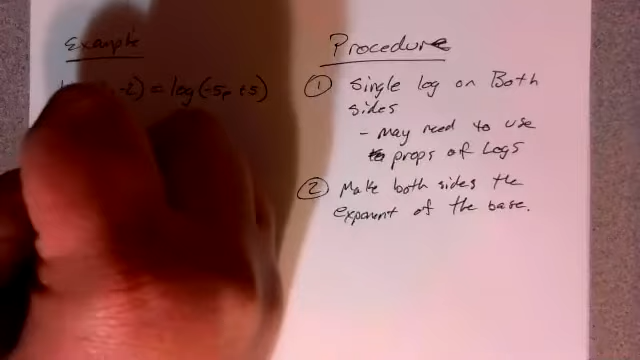 Example
-2) = log(-5p +5)
Procedure
① Single log on Both
sides
- may need to use
props of Logs
② Make both sides the
exponent of the base.